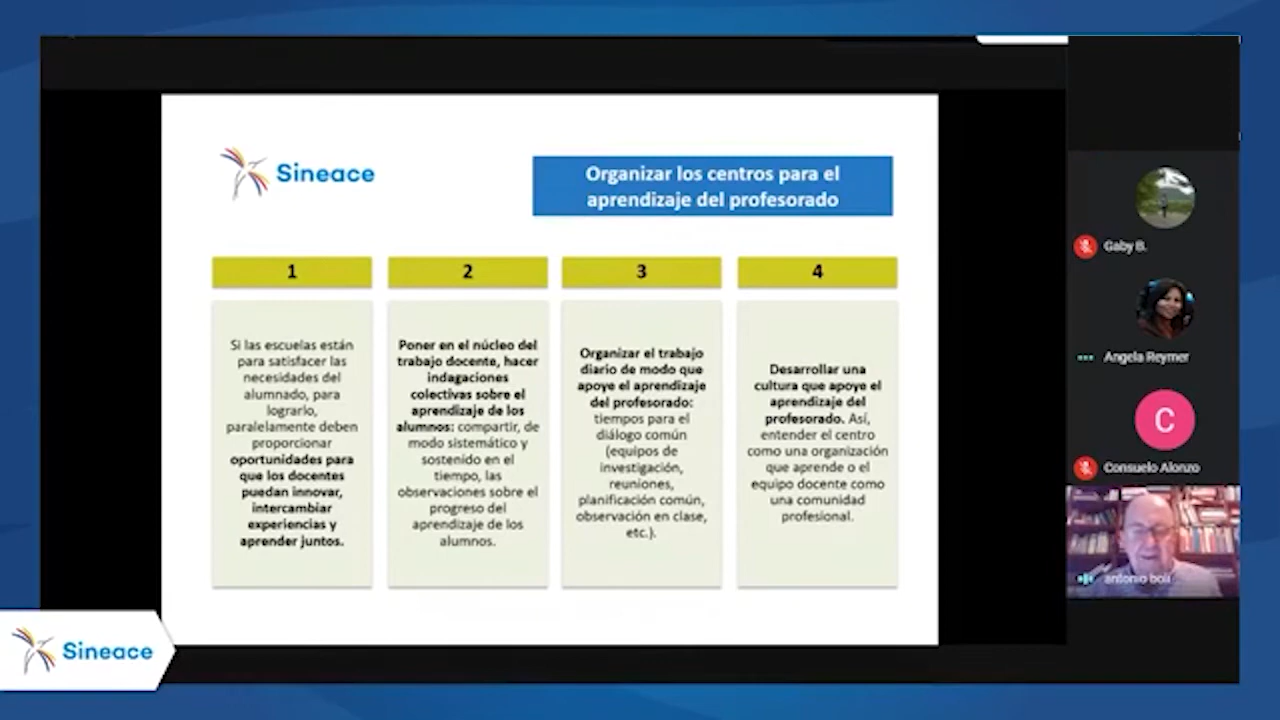 Sineace
Organizar los centros para el
aprendizaje del profesorado
1
Si las escuelas están
para satisfacer las
necesidades del
alumnado, para
lograrlo,
paralelamente deben
proporcionar
oportunidades para
que los docentes
puedan innovar,
intercambiar
experiencias y
aprender juntos.
2
Poner en el núcleo del
trabajo docente, hacer
indagaciones
colectivas sobre el
aprendizaje de los
alumnos: compartir, de
modo sistemático y
sostenido en el
tiempo, las
observaciones sobre el
progreso del
aprendizaje de los
alumnos.
3
Organizar el trabajo
diario de modo que
apoye el aprendizaje
del profesorado:
tiempos para el
diálogo común
(equipos de
investigación,
reuniones,
planificación común,
observación en clase,
etc.).
4
Desarrollar una
cultura que apoye el
aprendizaje del
profesorado. Así,
entender el centro
como una organización
que aprende o el
equipo docente como
una comunidad
profesional.
Gaby B.
Angela Reymer
C
Consuelo Alonzo
antonio
Sineace